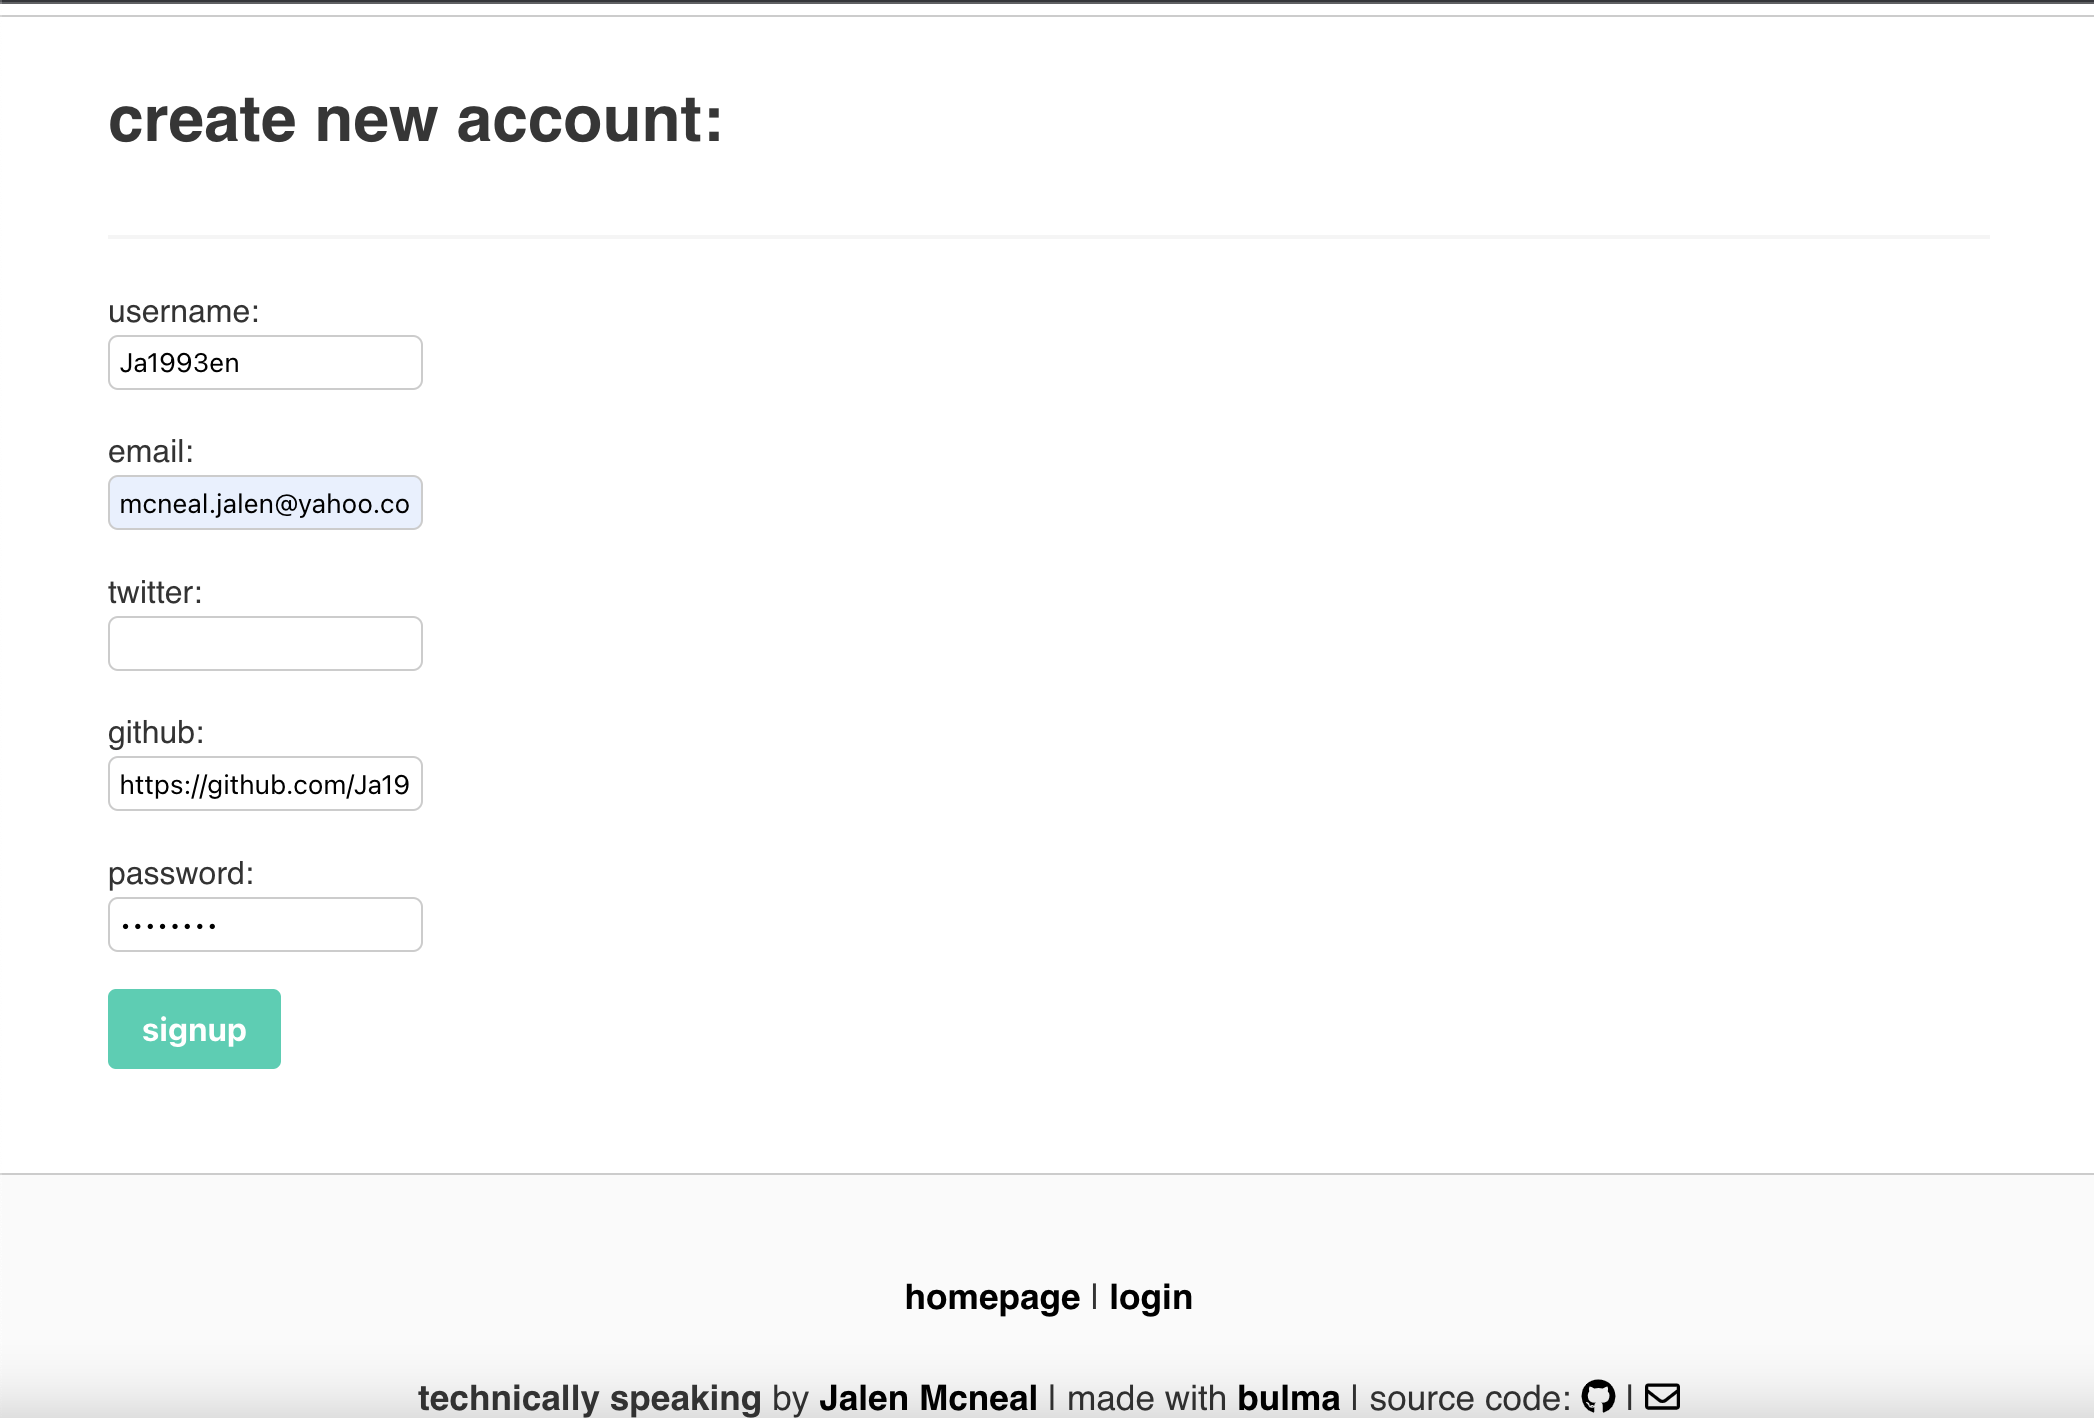 create new account:
username:
Ja1993en
email:
mcneal.jalen@yahoo.co
twitter:
github:
https://github.com/Ja19
password:
••••••••
signup
homepage | login
technically speaking by Jalen Mcneal | made with bulma | source code: |